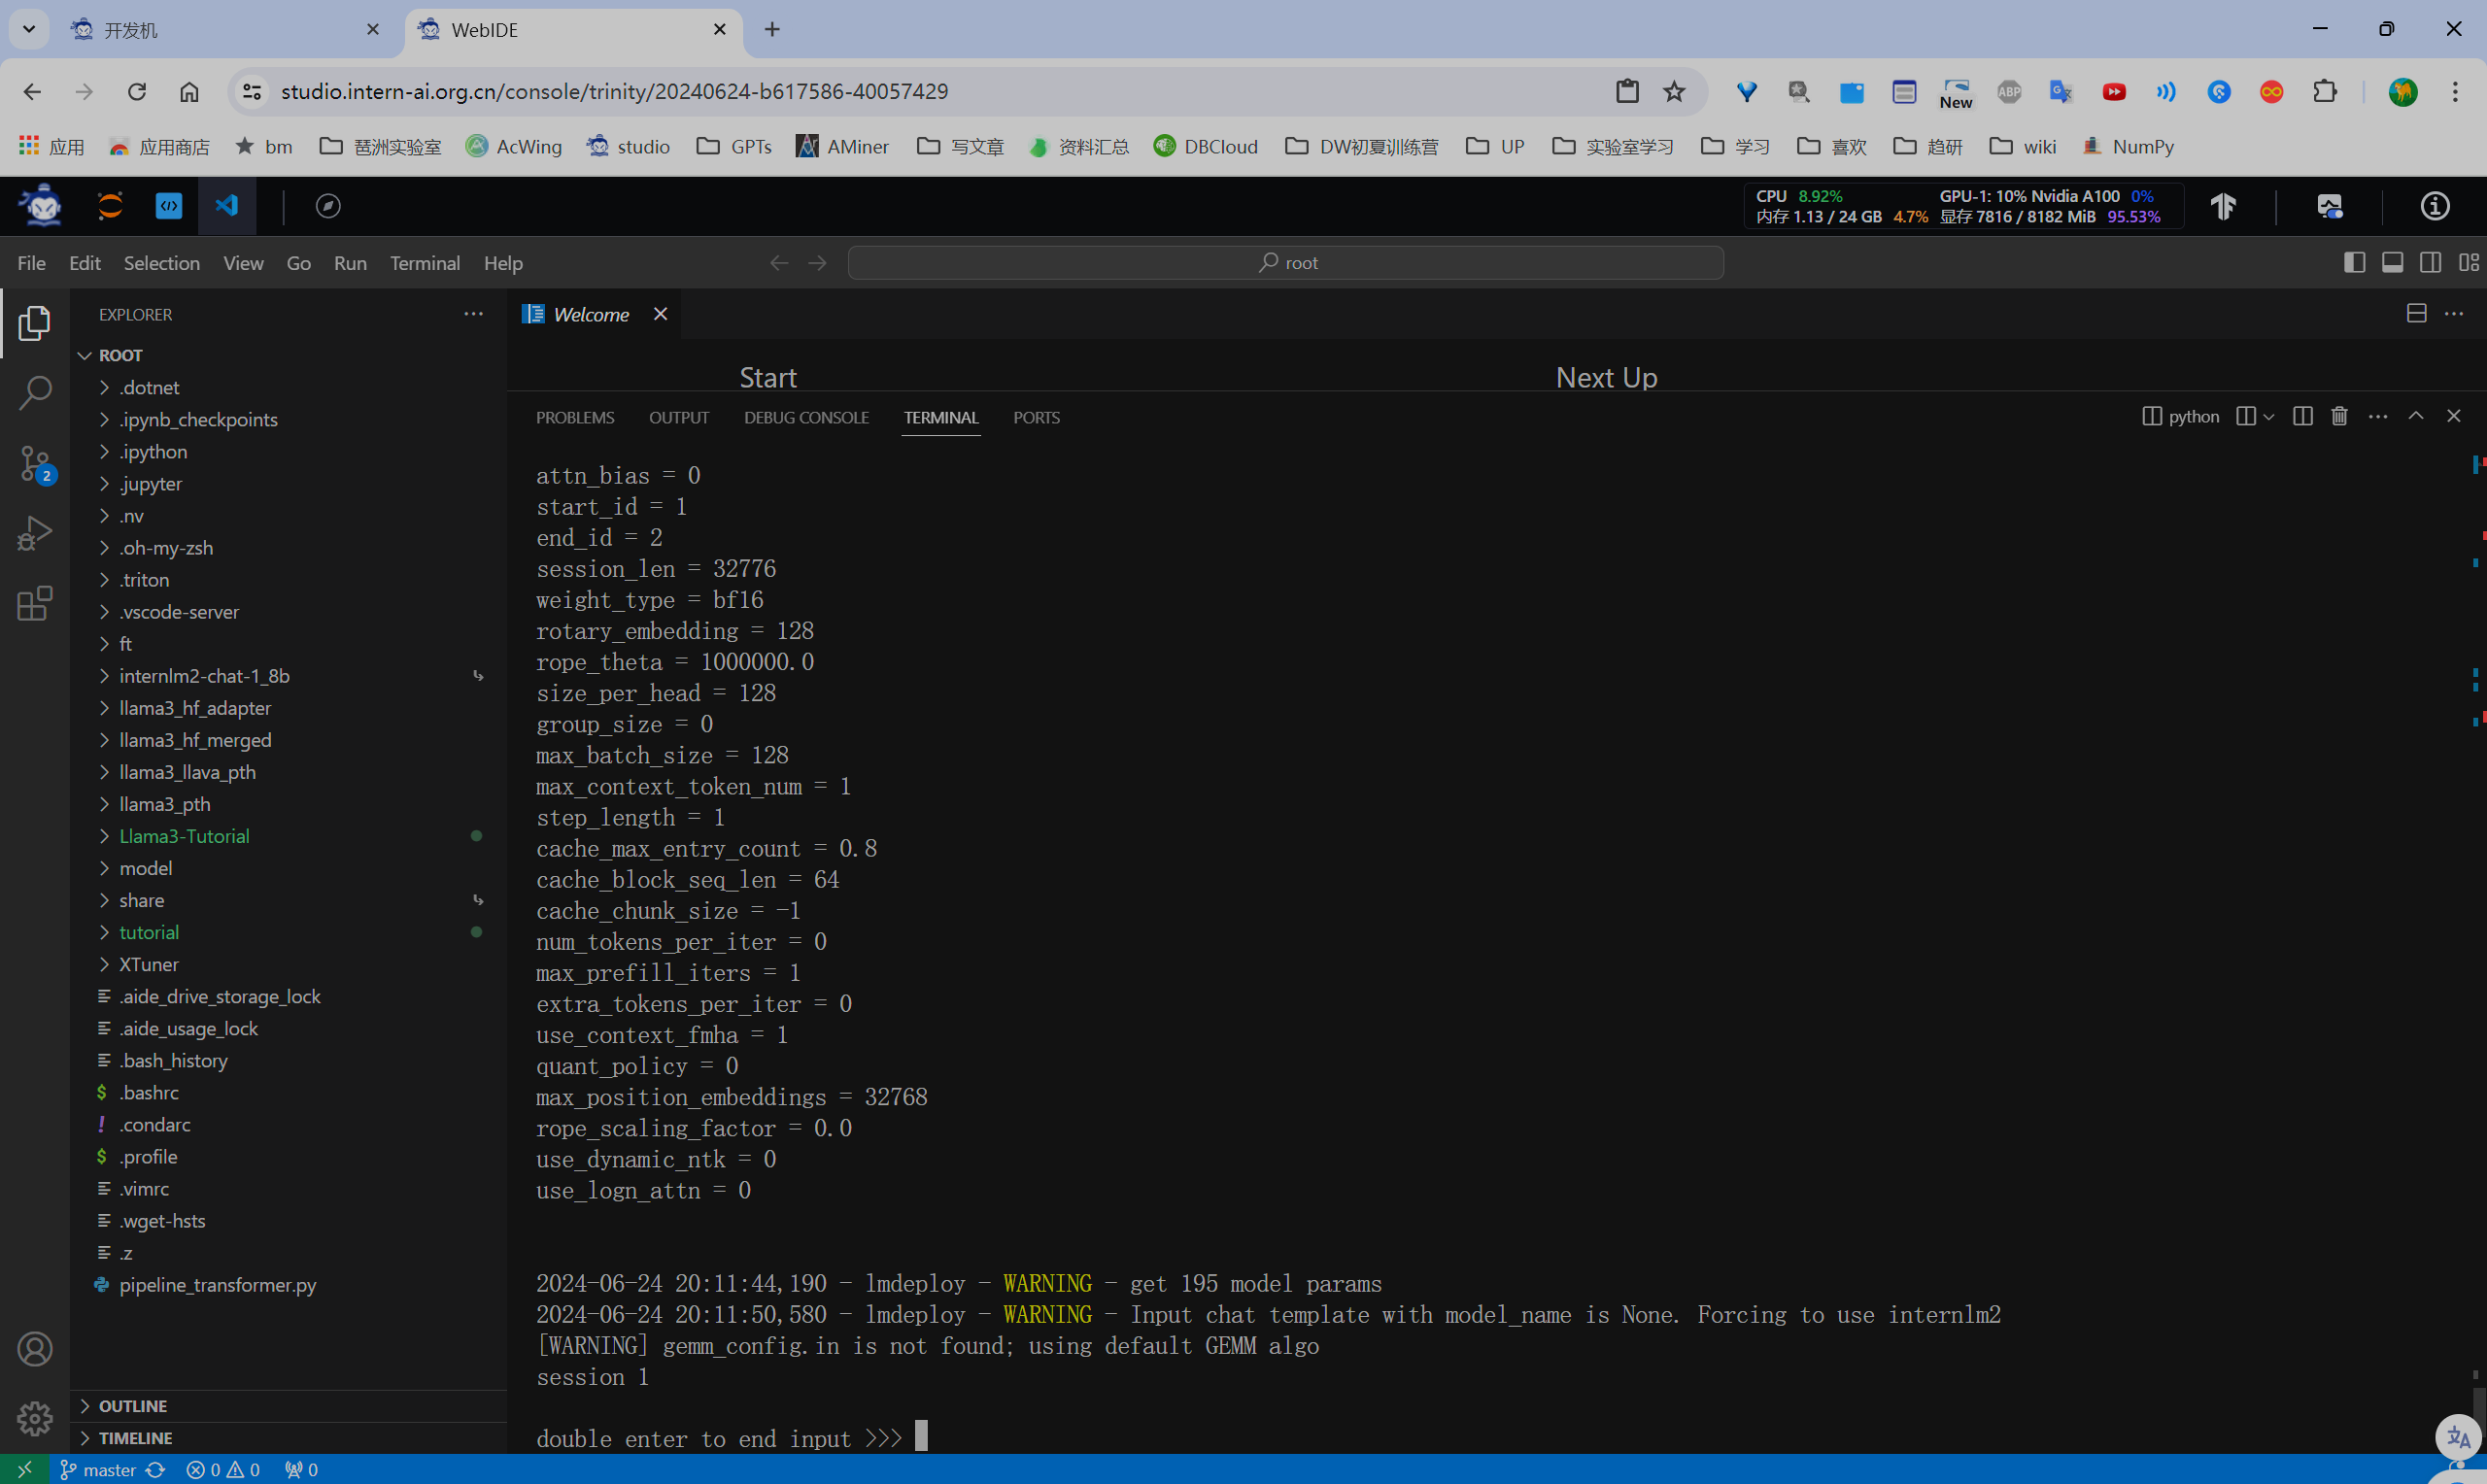 开发机
WebIDE
studio.intern-ai.org.cn/console/trinity/20240624-b617586-40057429
New
ABP
应用
应用商店
bm
琶洲实验室
AcWing
studio
GPTs
AMiner
写文章
资料汇总
DBCloud
DW初夏训练营
UP
实验室学习
学习
喜欢
趋研
wiki
NumPy
CPU 8.92% GPU-1: 10% Nvidia A100 0%
内存 1.13 / 24 GB 4.7% 显存 7816 / 8182 MiB 95.53%
File Edit Selection View Go Run Terminal Help
root
EXPLORER
Welcome
ROOT
.dotnet
.ipynb_checkpoints
.ipython
.jupyter
.nv
.oh-my-zsh
.triton
.vscode-server
ft
internlm2-chat-1_8b
llama3_hf_adapter
llama3_hf_merged
llama3_llava_pth
llama3_pth
Llama3-Tutorial
model
share
tutorial
XTuner
.aide_drive_storage_lock
.aide_usage_lock
.bash_history
.bashrc
.condarc
.profile
.vimrc
.wget-hsts
.z
pipeline_transformer.py
OUTLINE
TIMELINE
2
Start
Next Up
PROBLEMS OUTPUT DEBUG CONSOLE TERMINAL PORTS
python
attn_bias = 0
start_id = 1
end_id = 2
session_len = 32776
weight_type = bf16
rotary_embedding = 128
rope_theta = 1000000.0
size_per_head = 128
group_size = 0
max_batch_size = 128
max_context_token_num = 1
step_length = 1
cache_max_entry_count = 0.8
cache_block_seq_len = 64
cache_chunk_size = -1
num_tokens_per_iter = 0
max_prefill_iters = 1
extra_tokens_per_iter = 0
use_context_fmha = 1
quant_policy = 0
max_position_embeddings = 32768
rope_scaling_factor = 0.0
use_dynamic_ntk = 0
use_logn_attn = 0
2024-06-24 20:11:44,190 - lmdeploy - WARNING - get 195 model params
2024-06-24 20:11:50,580 - lmdeploy - WARNING - Input chat template with model_name is None. Forcing to use internlm2
[WARNING] gemm_config.in is not found; using default GEMM algo
session 1
double enter to end input >>>
master 0 0 0